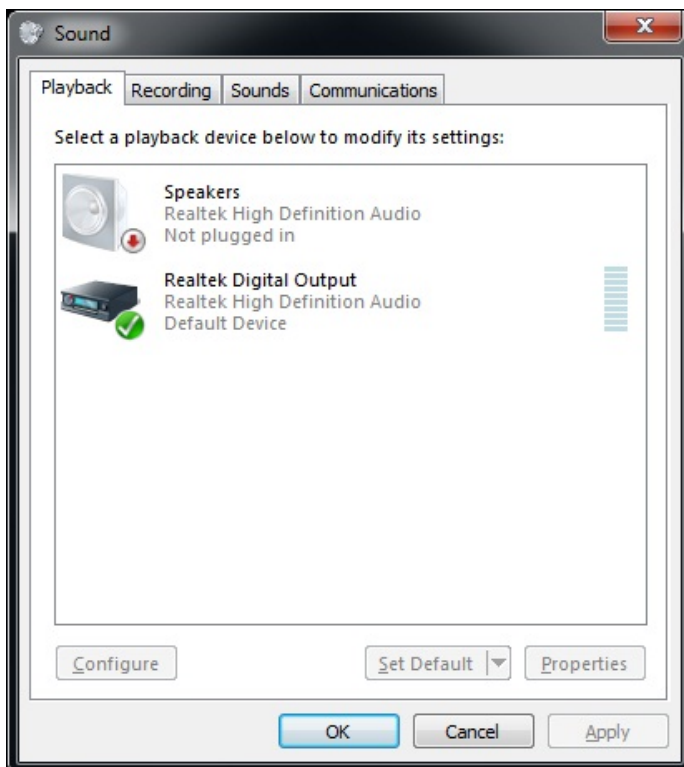 Sound
Playback Recording Sounds Communications
Select a playback device below to modify its settings:
Speakers
Realtek High Definition Audio
Not plugged in
Realtek Digital Output
Realtek High Definition Audio
Default Device
Configure Set Default Properties
OK Cancel Apply